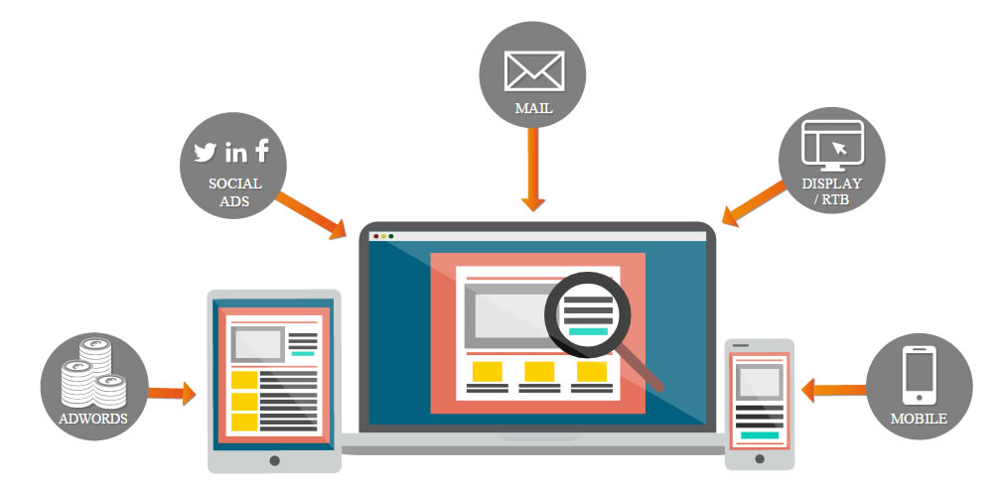 MAIL
SOCIAL
ADS
DISPLAY
/ RTB
ADWORDS
MOBILE